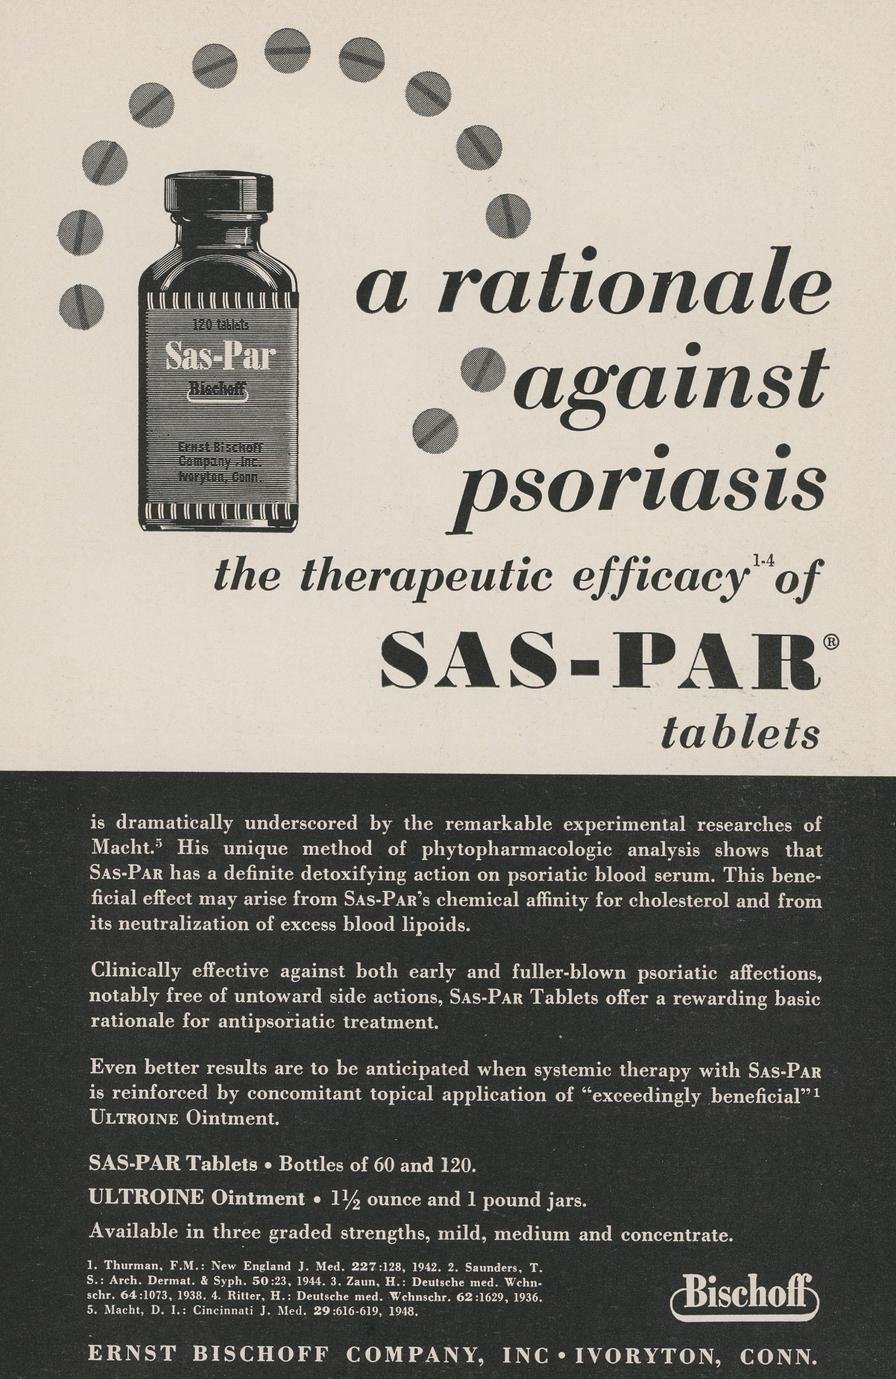 120 tablets
Sas-Par
Bischoff
Ernst Bischoff
Company, Inc.
Ivoryton, Conn.
a rationale
against
psoriasis
the therapeutic efficacy1-4 of
SAS-PAR®
tablets
is dramatically underscored by the remarkable experimental researches of
Macht.5 His unique method of phytopharmacologic analysis shows that
SAS-PAR has a definite detoxifying action on psoriatic blood serum. This bene-
ficial effect may arise from SAS-PAR's chemical affinity for cholesterol and from
its neutralization of excess blood lipoids.
Clinically effective against both early and fuller-blown psoriatic affections,
notably free of untoward side actions, SAS-PAR Tablets offer a rewarding basic
rationale for antipsoriatic treatment.
Even better results are to be anticipated when systemic therapy with SAS-PAR
is reinforced by concomitant topical application of “exceedingly beneficial”1
ULTROINE Ointment.
SAS-PAR Tablets • Bottles of 60 and 120.
ULTROINE Ointment • 1½ ounce and 1 pound jars.
Available in three graded strengths, mild, medium and concentrate.
1. Thurman, F.M.: New England J. Med. 227:128, 1942. 2. Saunders, T.
S.: Arch. Dermat. & Syph. 50:23, 1944. 3. Zaun, H.: Deutsche med. Wchn-
schr. 64:1073, 1938. 4. Ritter, H.: Deutsche med. Wchnschr. 62:1629, 1936.
5. Macht, D. I.: Cincinnati J. Med. 29:616-619, 1948.
Bischoff
ERNST BISCHOFF COMPANY, INC • IVORYTON, CONN.